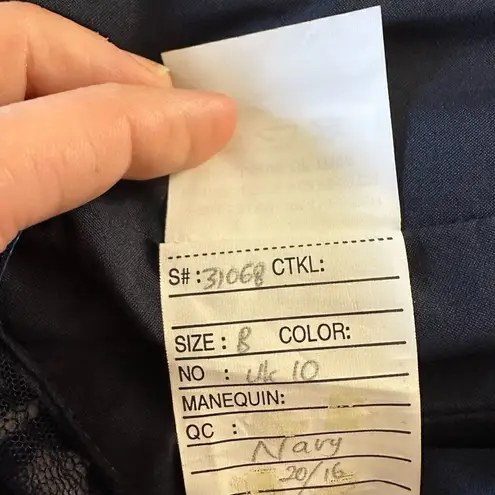 S# : 31068 CTKL:
SIZE : 8 COLOR:
NO : Uk 10
MANEQUIN:
QC :
Navy
20/16